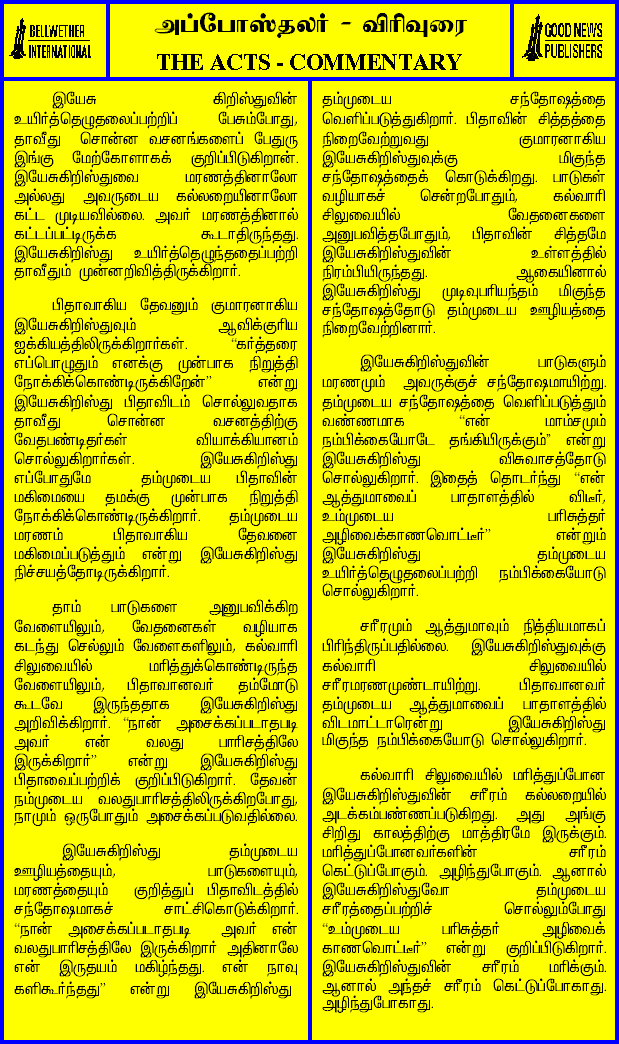 BELLWETHER
INTERNATIONAL
அப்போஸ்தலர் - விரிவுரை
THE ACTS - COMMENTARY
GOOD NEWS
PUBLISHERS
இயேசு கிறிஸ்துவின்
உயிர்த்தெழுதலைப்பற்றிப் பேசும்போது,
தாவீது சொன்ன வசனங்களைப் பேதுரு
இங்கு மேற்கோளாகக் குறிப்பிடுகிறான்.
இயேசுகிறிஸ்துவை மரணத்தினாலோ
அல்லது அவருடைய கல்லறையினாலோ
கட்ட முடியவில்லை. அவர் மரணத்தினால்
கட்டப்பட்டிருக்க கூடாதிருந்தது.
இயேசுகிறிஸ்து உயிர்த்தெழுந்ததைப்பற்றி
தாவீதும் முன்னறிவித்திருக்கிறார்.
பிதாவாகிய தேவனும் குமாரனாகிய
இயேசுகிறிஸ்துவும் ஆவிக்குரிய
ஐக்கியத்திலிருக்கிறார்கள். “கர்த்தரை
எப்பொழுதும் எனக்கு முன்பாக நிறுத்தி
நோக்கிக்கொண்டிருக்கிறேன்” என்று
இயேசுகிறிஸ்து பிதாவிடம் சொல்லுவதாக
தாவீது சொன்ன வசனத்திற்கு
வேதபண்டிதர்கள் வியாக்கியானம்
சொல்லுகிறார்கள். இயேசுகிறிஸ்து
எப்போதுமே தம்முடைய பிதாவின்
மகிமையை தமக்கு முன்பாக நிறுத்தி
நோக்கிக்கொண்டிருக்கிறார். தம்முடைய
மரணம் பிதாவாகிய தேவனை
மகிமைப்படுத்தும் என்று இயேசுகிறிஸ்து
நிச்சயத்தோடிருக்கிறார்.
தாம் பாடுகளை அனுபவிக்கிற
வேளையிலும், வேதனைகள் வழியாக
கடந்து செல்லும் வேளைகளிலும், கல்வாரி
சிலுவையில் மரித்துக்கொண்டிருந்த
வேளையிலும், பிதாவானவர் தம்மோடு
கூடவே இருந்ததாக இயேசுகிறிஸ்து
அறிவிக்கிறார். “நான் அசைக்கப்படாதபடி
அவர் என் வலது பாரிசத்திலே
இருக்கிறார்” என்று இயேசுகிறிஸ்து
பிதாவைப்பற்றிக் குறிப்பிடுகிறார். தேவன்
நம்முடைய வலதுபாரிசத்திலிருக்கிறபோது,
நாமும் ஒருபோதும் அசைக்கப்படுவதில்லை.
இயேசுகிறிஸ்து தம்முடைய
ஊழியத்தையும், பாடுகளையும்,
மரணத்தையும் குறித்துப் பிதாவிடத்தில்
சந்தோஷமாகச் சாட்சிகொடுக்கிறார்.
“நான் அசைக்கப்படாதபடி அவர் என்
வலதுபாரிசத்திலே இருக்கிறார் அதினாலே
என் இருதயம் மகிழ்ந்தது. என் நாவு
களிகூர்ந்தது” என்று இயேசுகிறிஸ்து
தம்முடைய சந்தோஷத்தை
வெளிப்படுத்துகிறார். பிதாவின் சித்தத்தை
நிறைவேற்றுவது குமாரனாகிய
இயேசுகிறிஸ்துவுக்கு மிகுந்த
சந்தோஷத்தைக் கொடுக்கிறது. பாடுகள்
வழியாகச் சென்றபோதும், கல்வாரி
சிலுவையில் வேதனைகளை
அனுபவித்தபோதும், பிதாவின் சித்தமே
இயேசுகிறிஸ்துவின் உள்ளத்தில்
நிரம்பியிருந்தது. ஆகையினால்
இயேசுகிறிஸ்து முடிவுபரியந்தம் மிகுந்த
சந்தோஷத்தோடு தம்முடைய ஊழியத்தை
நிறைவேற்றினார்.
இயேசுகிறிஸ்துவின் பாடுகளும்
மரணமும் அவருக்குச் சந்தோஷமாயிற்று.
தம்முடைய சந்தோஷத்தை வெளிப்படுத்தும்
வண்ணமாக “என் மாம்சமும்
நம்பிக்கையோடே தங்கியிருக்கும்” என்று
இயேசுகிறிஸ்து விசுவாசத்தோடு
சொல்லுகிறார். இதைத் தொடர்ந்து “என்
ஆத்துமாவைப் பாதாளத்தில் விடீர்,
உம்முடைய பரிசுத்தர்
அழிவைக்காணவொட்டீர்” என்றும்
இயேசுகிறிஸ்து தம்முடைய
உயிர்த்தெழுதலைப்பற்றி நம்பிக்கையோடு
சொல்லுகிறார்.
சரீரமும் ஆத்துமாவும் நித்தியமாகப்
பிரிந்திருப்பதில்லை. இயேசுகிறிஸ்துவுக்கு
கல்வாரி சிலுவையில்
சரீரமரணமுண்டாயிற்று. பிதாவானவர்
தம்முடைய ஆத்துமாவைப் பாதாளத்தில்
விடமாட்டாரென்று இயேசுகிறிஸ்து
மிகுந்த நம்பிக்கையோடு சொல்லுகிறார்.
கல்வாரி சிலுவையில் மரித்துப்போன
இயேசுகிறிஸ்துவின் சரீரம் கல்லறையில்
அடக்கம்பண்ணப்படுகிறது. அது அங்கு
சிறிது காலத்திற்கு மாத்திரமே இருக்கும்.
மரித்துப்போனவர்களின் சரீரம்
கெட்டுப்போகும். அழிந்துபோகும். ஆனால்
இயேசுகிறிஸ்துவோ தம்முடைய
சரீரத்தைப்பற்றிச் சொல்லும்போது
“உம்முடைய பரிசுத்தர் அழிவைக்
காணவொட்டீர்” என்று குறிப்பிடுகிறார்.
இயேசுகிறிஸ்துவின் சரீரம் மரிக்கும்.
ஆனால் அந்தச் சரீரம் கெட்டுப்போகாது.
அழிந்துபோகாது.